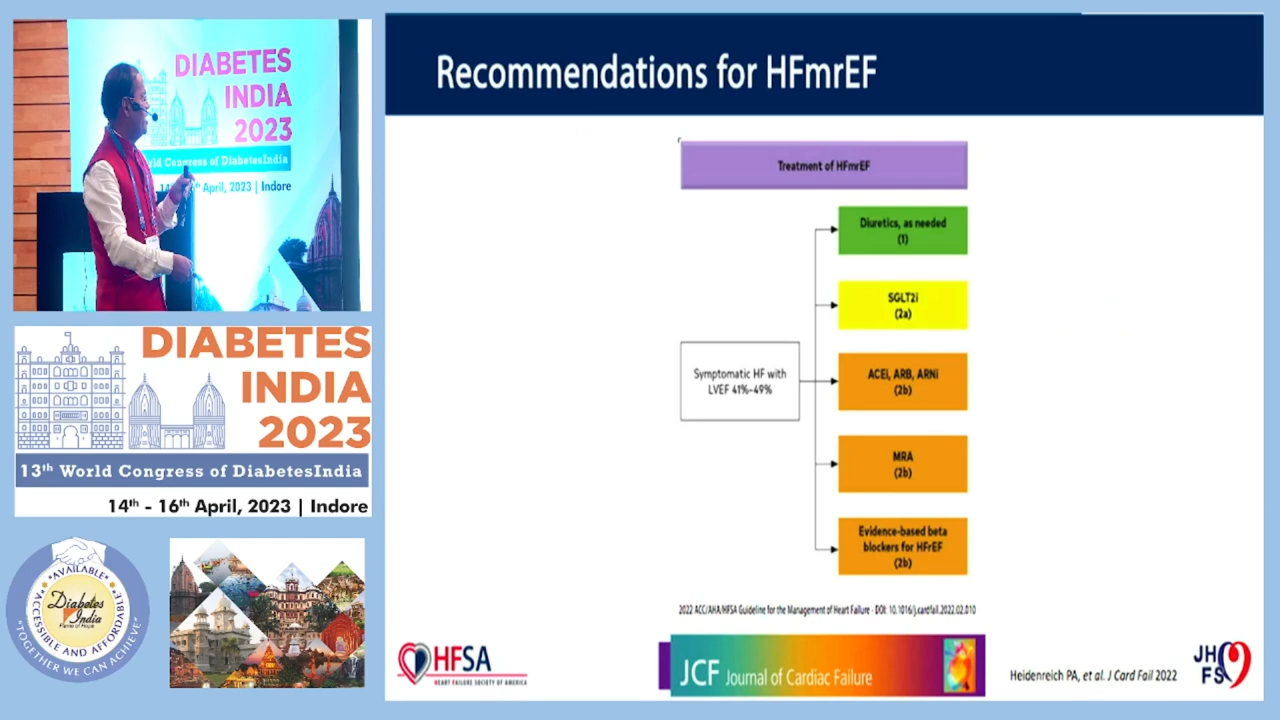 DIABETES
INDIA
2023
ld Congress of DiabetesIndia
April, 2023 | Indore
DIABETES
INDIA
2023
13th World Congress of DiabetesIndia
14th - 16th April, 2023 | Indore
"AVAILABLE"
"ACCESSIBLE AND AFFORDABLE"
"TOGETHER WE CAN ACHIEVE"
Diabetes
India
Recommendations for HFmrEF
Treatment of HFmrEF
Symptomatic HF with
LVEF 41%-49%
Diuretics, as needed
(1)
SGLT2i
(2a)
ACEi, ARB, ARNi
(2b)
MRA
(2b)
Evidence-based beta
blockers for HFrEF
(2b)
2022 ACC/AHA/HFSA Guideline for the Management of Heart Failure - DOI: 10.1016/j.cardfail.2022.02.010
HFSA
HEART FAILURE SOCIETY OF AMERICA
JCF Journal of Cardiac Failure
Heidenreich PA, et al. J Card Fail 2022
JH
FS